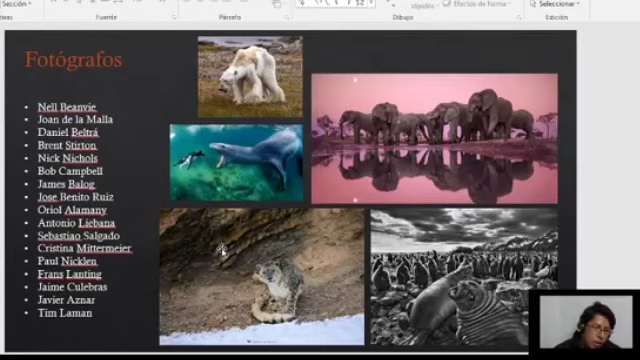 Sección
Fuente
Párrafo
rápidos
Efectos de forma
Dibujo
Seleccionar
Edición
Fotógrafos
• Nell Beanvie
• Joan de la Malla
• Daniel Beltrá
• Brent Stirton
• Nick Nichols
• Bob Campbell
• James Balog
• Jose Benito Ruiz
• Oriol Alamany
• Antonio Liebana
• Sebastiao Salgado
• Cristina Mittermeier
• Paul Nicklen
• Frans Lanting
• Jaime Culebras
• Javier Aznar
• Tim Laman